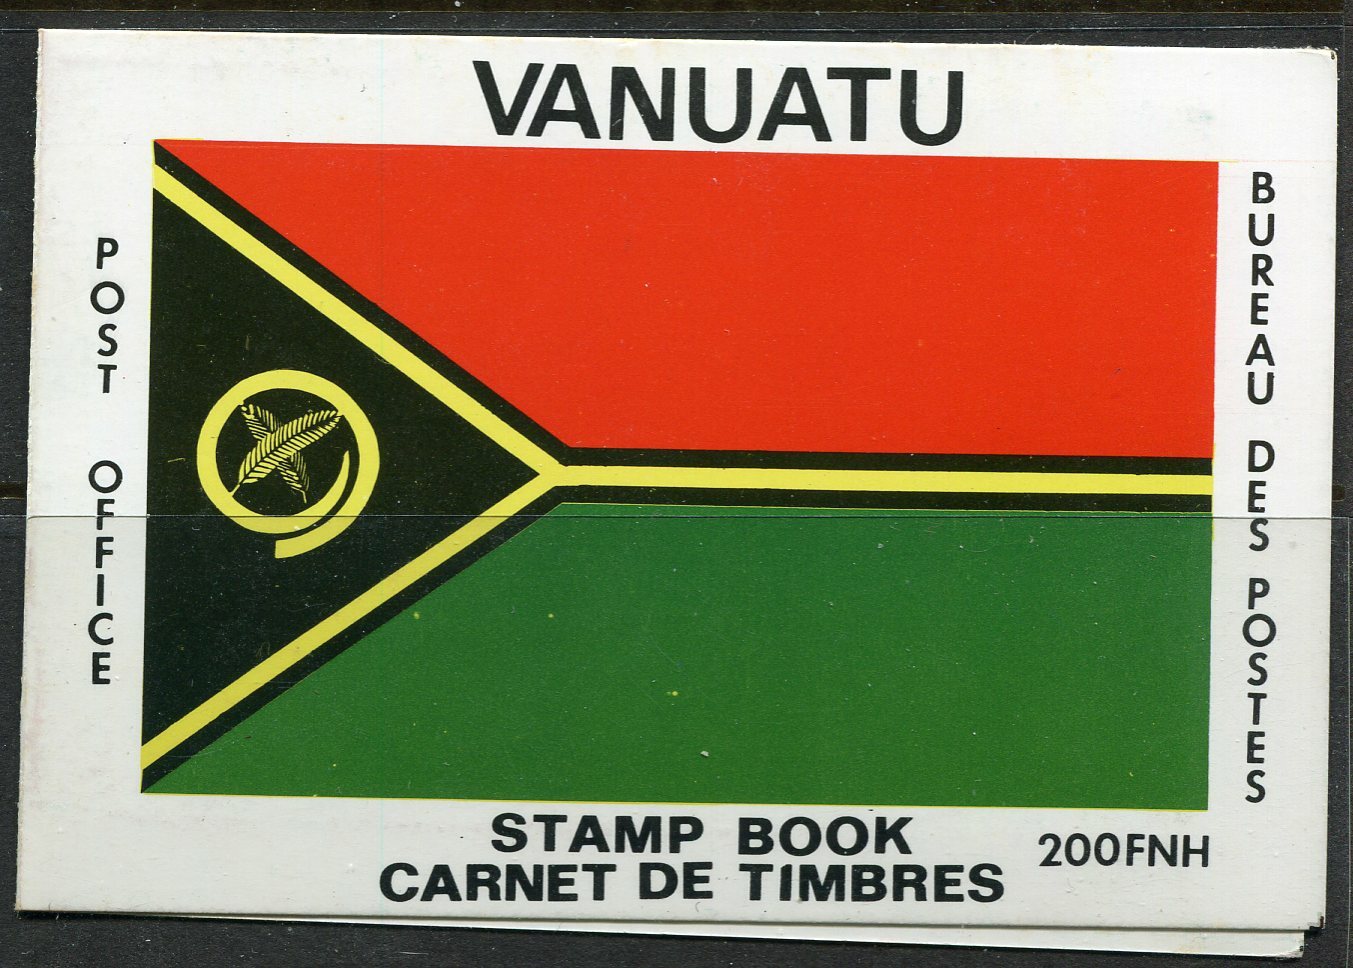 VANUATU
POST OFFICE
BUREAU DES POSTES
STAMP BOOK
CARNET DE TIMBRES
200FNH